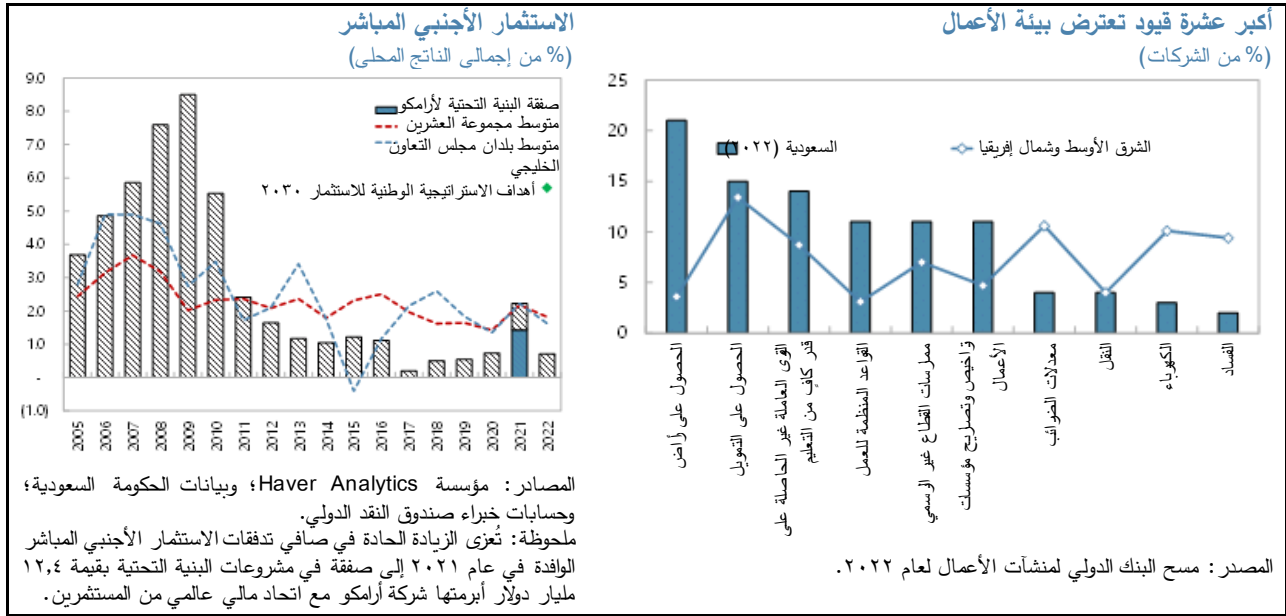 أكبر عشرة قيود تعترض بيئة الأعمال
(% من الشركات)
25
20
15
10
5
0
السعودية (٢٠٢٢)
الشرق الأوسط وشمال إفريقيا
الحصول على أراض
الحصول على التمويل
القوى العاملة غير الحاصلة على
قدر كافٍ من التعليم
القواعد المنظمة للعمل
ممارسات القطاع غير الرسمي
تراخيص وتصاريح مؤسسات
الأعمال
معدلات الضرائب
النقل
الكهرباء
الفساد
المصدر: مسح البنك الدولي لمنشآت الأعمال لعام ٢٠٢٢.
الاستثمار الأجنبي المباشر
(% من إجمالي الناتج المحلي)
9.0
8.0
7.0
6.0
5.0
4.0
3.0
2.0
1.0
-
(1.0)
صفقة البنية التحتية لأرامكو
متوسط مجموعة العشرين
متوسط بلدان مجلس التعاون
الخليجي
أهداف الاستراتيجية الوطنية للاستثمار ٢٠٣٠
2005 2006 2007 2008 2009 2010 2011 2012 2013 2014 2015 2016 2017 2018 2019 2020 2021 2022
المصادر: مؤسسة Haver Analytics؛ وبيانات الحكومة السعودية؛
وحسابات خبراء صندوق النقد الدولي.
ملحوظة: تُعزى الزيادة الحادة في صافي تدفقات الاستثمار الأجنبي المباشر
الوافدة في عام ٢٠٢١ إلى صفقة في مشروعات البنية التحتية بقيمة ١٢,٤
مليار دولار أبرمتها شركة أرامكو مع اتحاد مالي عالمي من المستثمرين.